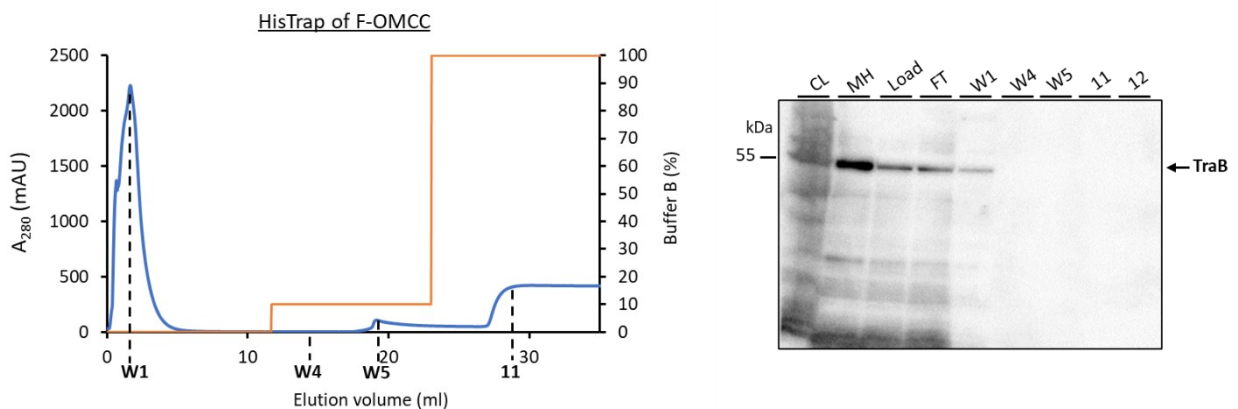 HisTrap of F-OMCC
A280 (mAU)
2500
2000
1500
1000
500
0
100
90
80
70
60
50
40
30
20
10
0
Buffer B (%)
0 10 20 30
W1 W4 W5 11
Elution volume (ml)
CL MH Load FT W1 W4 W5 11 12
kDa
55
TraB